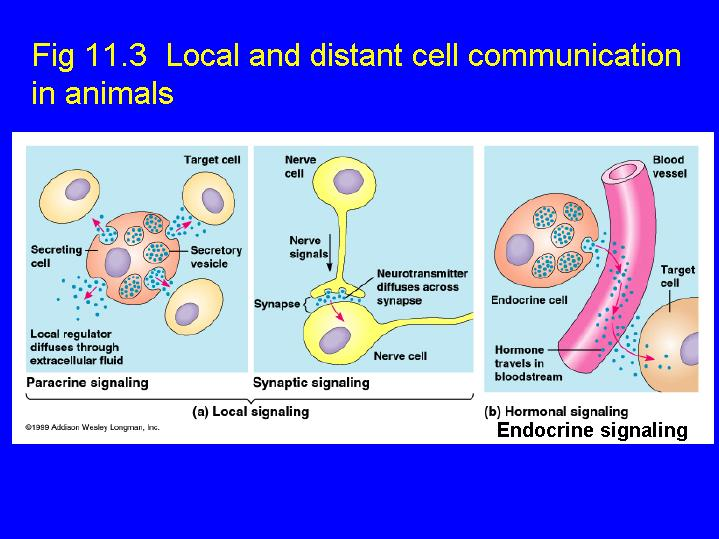 Fig 11.3  Local and distant cell communication
in animals
Target cell
Secreting
cell
Secretory
vesicle
Local regulator
diffuses through
extracellular fluid
Paracrine signaling
Nerve
cell
Nerve
signals
Neurotransmitter
diffuses across
synapse
Synapse
Nerve cell
Synaptic signaling
(a) Local signaling
Blood
vessel
Target
cell
Endocrine cell
Hormone
travels in
bloodstream
(b) Hormonal signaling
Endocrine signaling
©1999 Addison Wesley Longman, Inc.